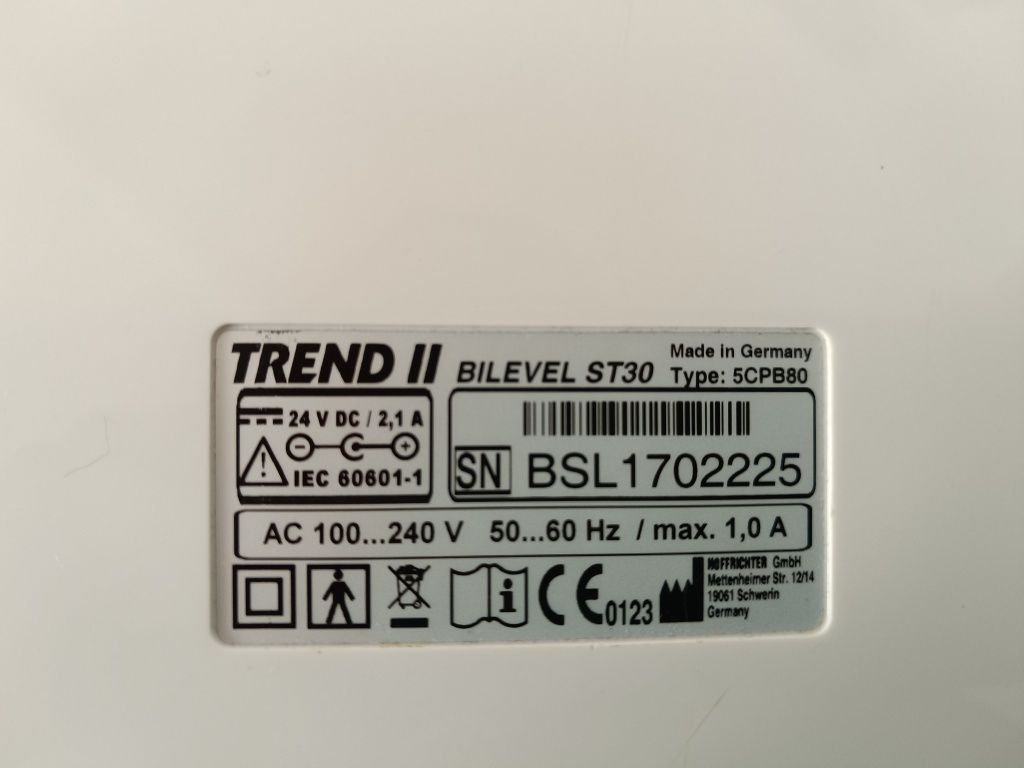 TREND II BILEVEL ST30
Made in Germany
Type: 5CPB80
24 V DC / 2,1 A
IEC 60601-1
SN BSL1702225
AC 100...240 V 50...60 Hz / max. 1,0 A
i
CE 0123
HOFFRICHTER GmbH
Mettenheimer Str. 12/14
19061 Schwerin
Germany